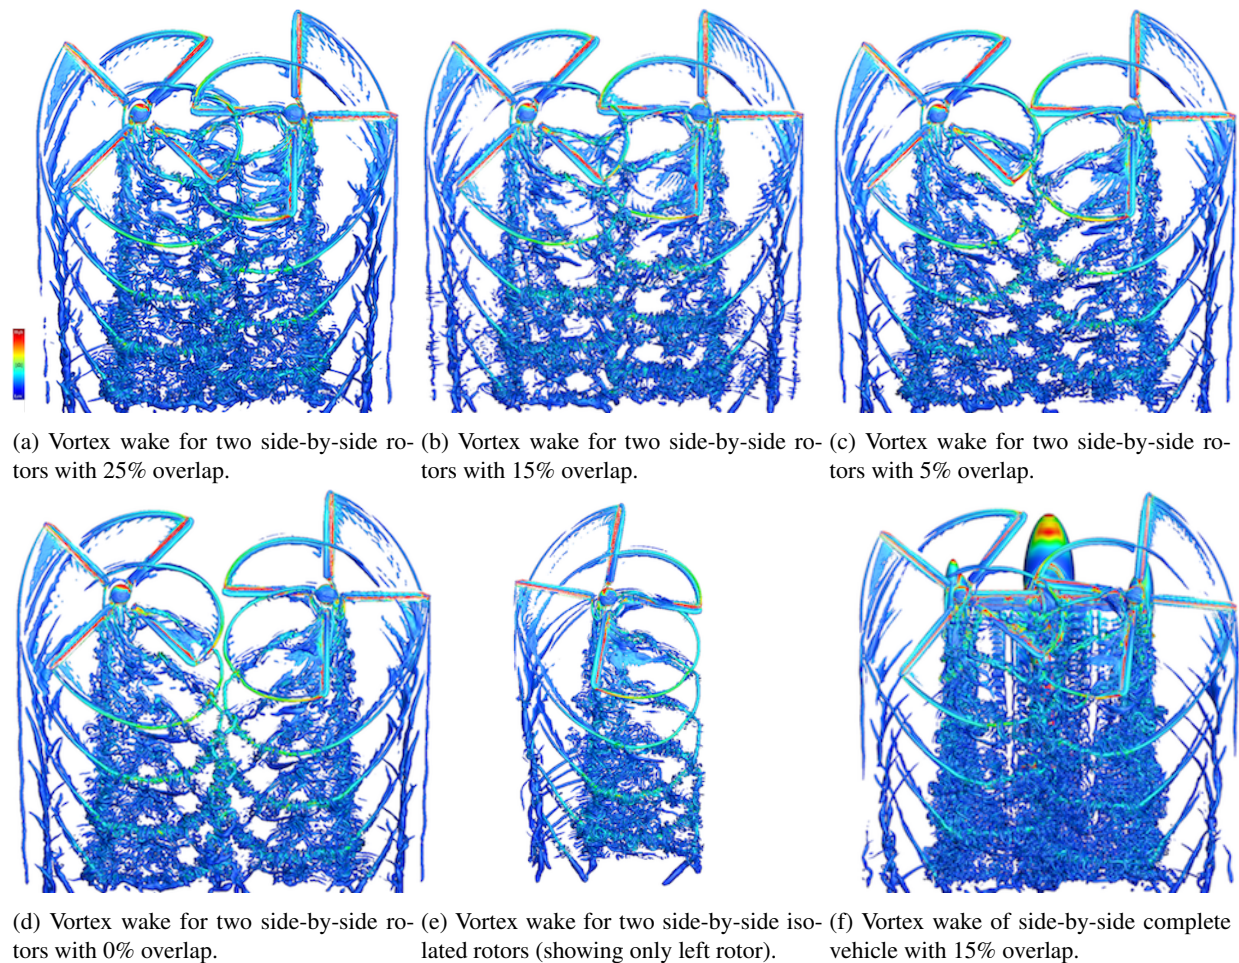 (a) Vortex wake for two side-by-side ro-
tors with 25% overlap.
(b) Vortex wake for two side-by-side ro-
tors with 15% overlap.
(c) Vortex wake for two side-by-side ro-
tors with 5% overlap.
(d) Vortex wake for two side-by-side ro-
tors with 0% overlap.
(e) Vortex wake for two side-by-side iso-
lated rotors (showing only left rotor).
(f) Vortex wake of side-by-side complete
vehicle with 15% overlap.